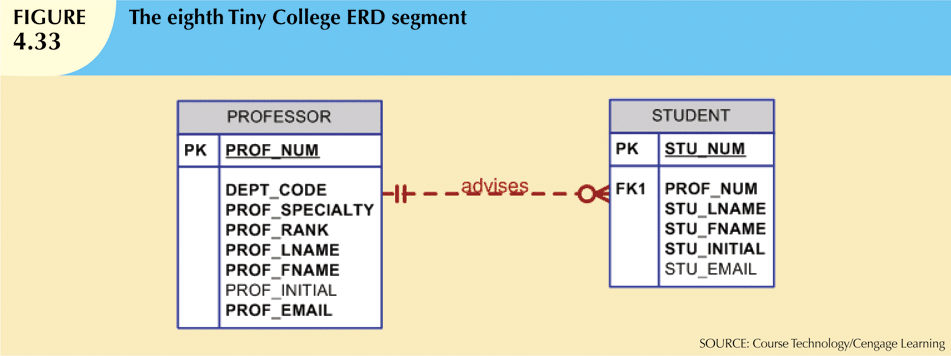 FIGURE
4.33
The eighth Tiny College ERD segment
PROFESSOR
PK PROF_NUM
DEPT_CODE
PROF_SPECIALTY
PROF_RANK
PROF_LNAME
PROF_FNAME
PROF_INITIAL
PROF_EMAIL
advises
STUDENT
PK STU_NUM
FK1 PROF_NUM
STU_LNAME
STU_FNAME
STU_INITIAL
STU_EMAIL
SOURCE: Course Technology/Cengage Learning